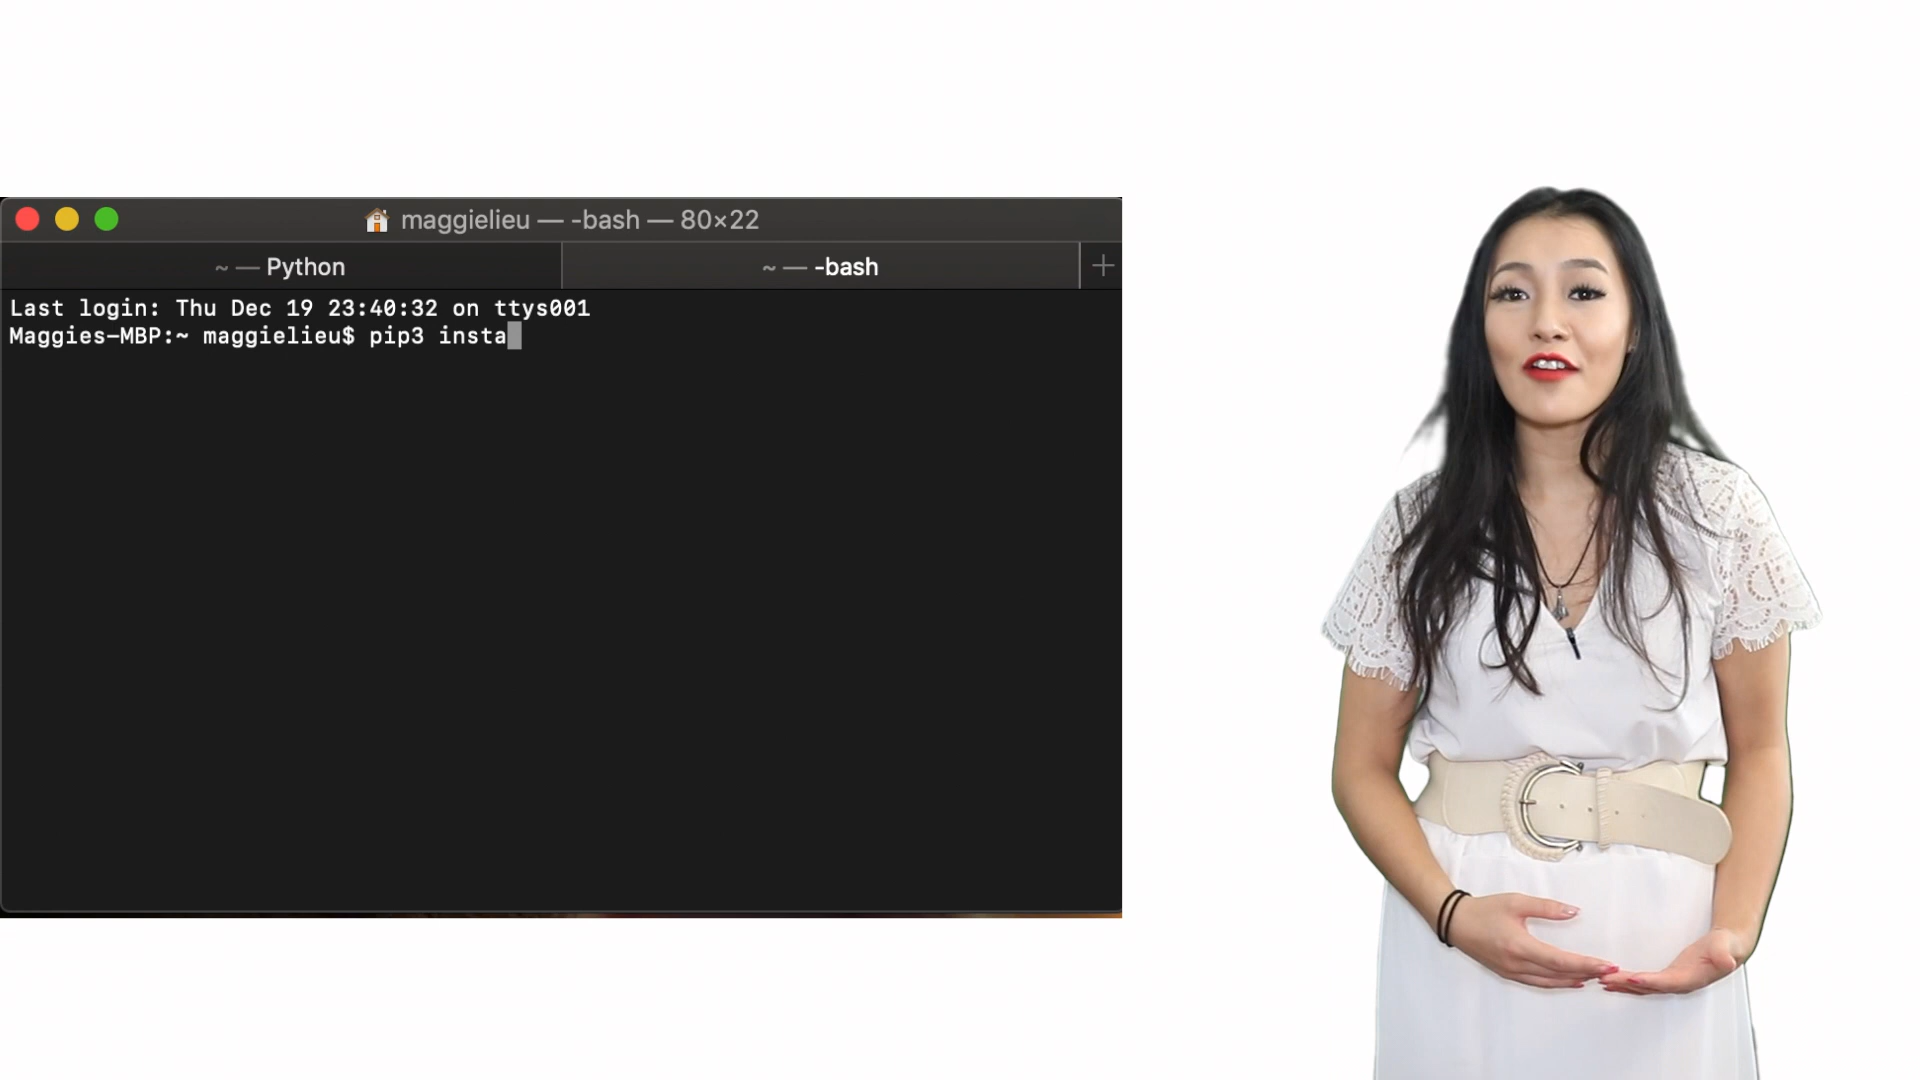 maggielieu — -bash — 80×22
~ — Python
~ — -bash
Last login: Thu Dec 19 23:40:32 on ttys001
Maggies-MBP:~ maggielieu$ pip3 insta